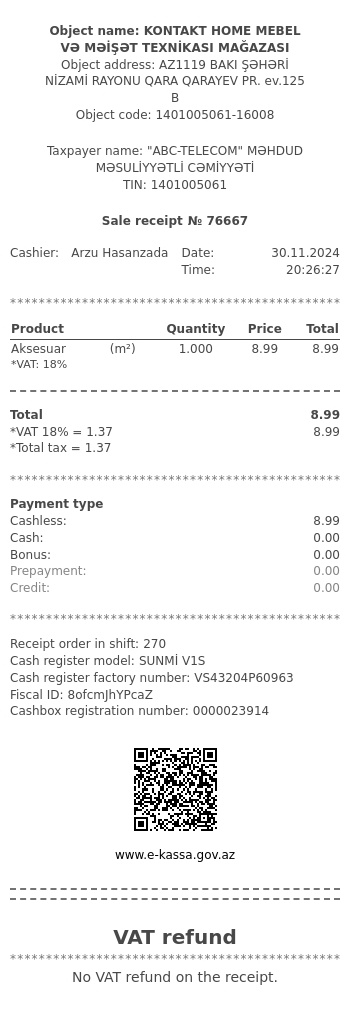 Object name: KONTAKT HOME MEBEL
VƏ MƏİŞƏT TEXNİKASI MAĞAZASI
Object address: AZ1119 BAKI ŞƏHƏRİ
NİZAMİ RAYONU QARA QARAYEV PR. ev.125
B
Object code: 1401005061-16008
Taxpayer name: "ABC-TELECOM" MƏHDUD
MƏSULİYYƏTLİ CƏMİYYƏTİ
TIN: 1401005061
Sale receipt № 76667
Cashier: Arzu Hasanzada Date: 30.11.2024
Time: 20:26:27
********************************************
Product Quantity Price Total
Aksesuar (m²) 1.000 8.99 8.99
*VAT: 18%
Total 8.99
*VAT 18% = 1.37 8.99
*Total tax = 1.37
********************************************
Payment type
Cashless: 8.99
Cash: 0.00
Bonus: 0.00
Prepayment: 0.00
Credit: 0.00
********************************************
Receipt order in shift: 270
Cash register model: SUNMİ V1S
Cash register factory number: VS43204P60963
Fiscal ID: 8ofcmJhYPcaZ
Cashbox registration number: 0000023914
www.e-kassa.gov.az
VAT refund
********************************************
No VAT refund on the receipt.